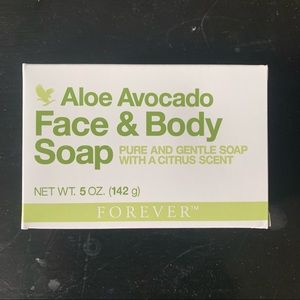 Aloe Avocado
Face & Body
Soap PURE AND GENTLE SOAP
WITH A CITRUS SCENT
NET WT. 5 OZ. (142 g)
FOREVER™